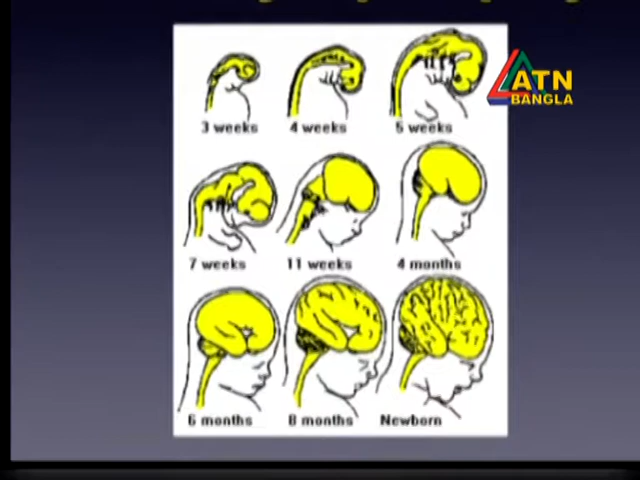 ATN
BANGLA
3 weeks
4 weeks
5 weeks
7 weeks
11 weeks
4 months
6 months
8 months
Newborn